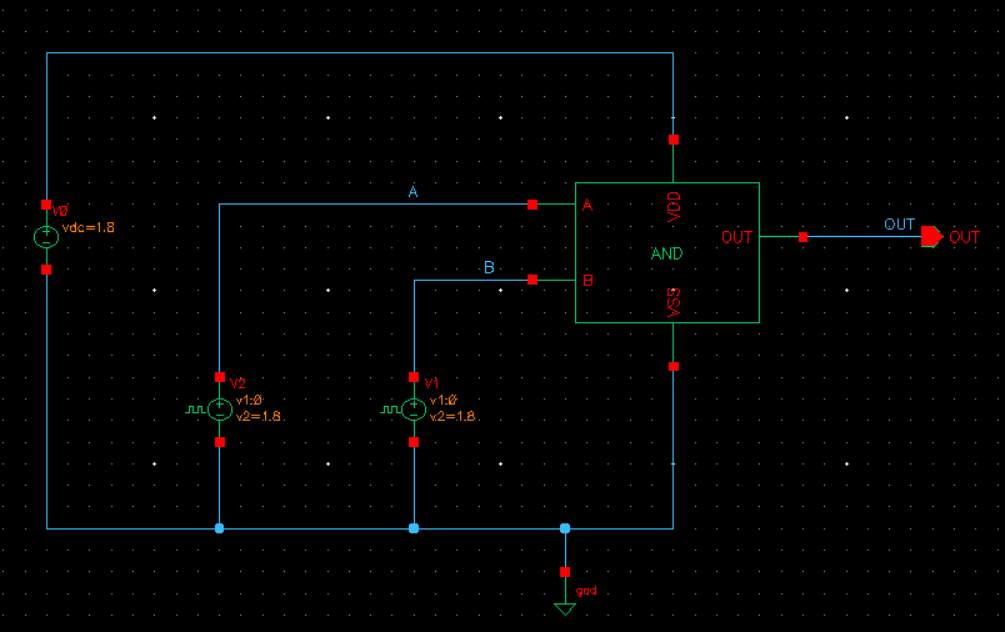 A
V0
vdc=1.8
A
VDD
OUT
OUT
OUT
AND
B
B
VSS
V2
v1:0
v2=1.8
V1
v1:0
v2=1.8
gnd